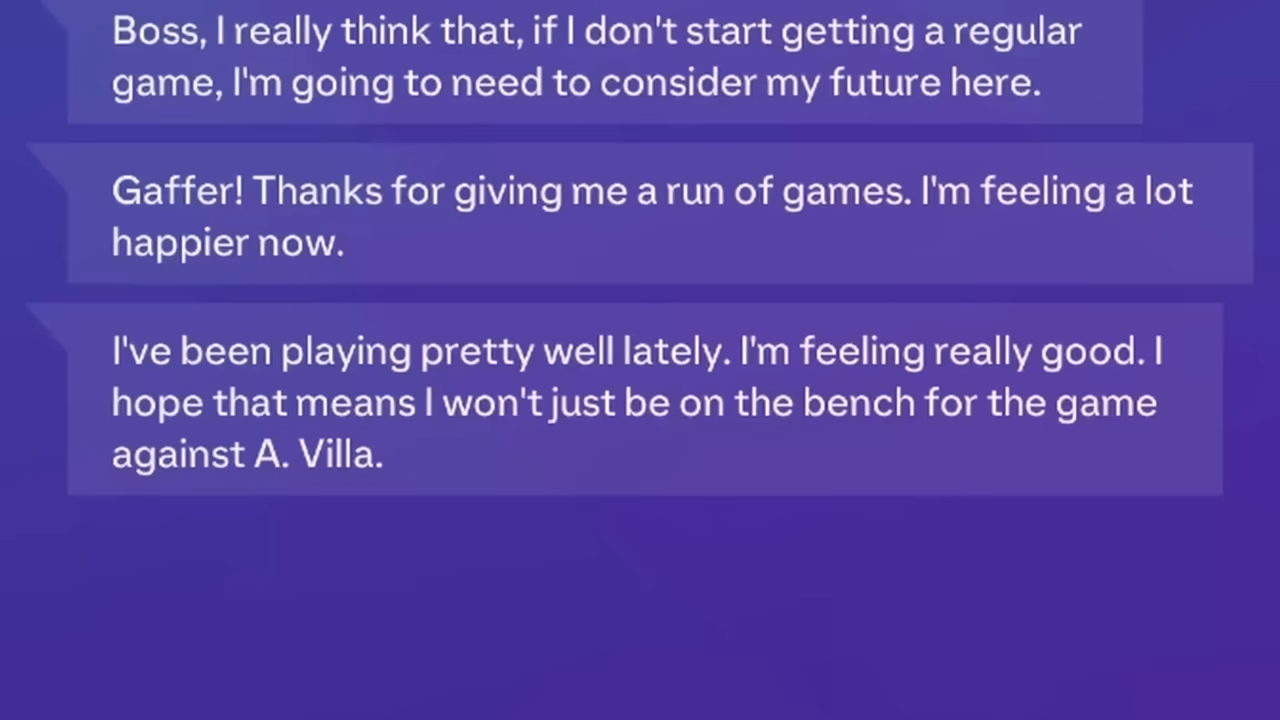 Boss, I really think that, if I don't start getting a regular
game, I'm going to need to consider my future here.
Gaffer! Thanks for giving me a run of games. I'm feeling a lot
happier now.
I've been playing pretty well lately. I'm feeling really good. I
hope that means I won't just be on the bench for the game
against A. Villa.